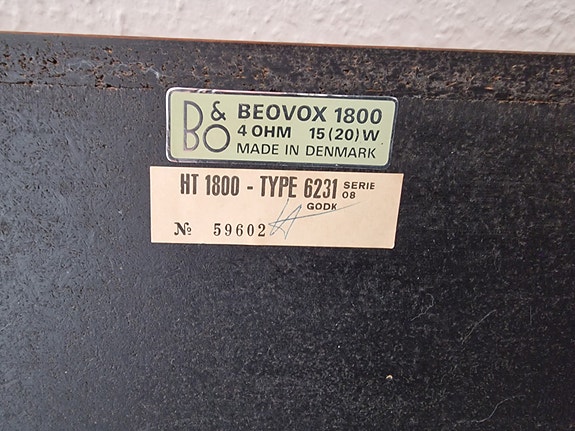 B&O
BEOVOX 1800
4 OHM 15(20)W
MADE IN DENMARK
HT 1800 - TYPE 6231 SERIE 08
GODK
№ 59602